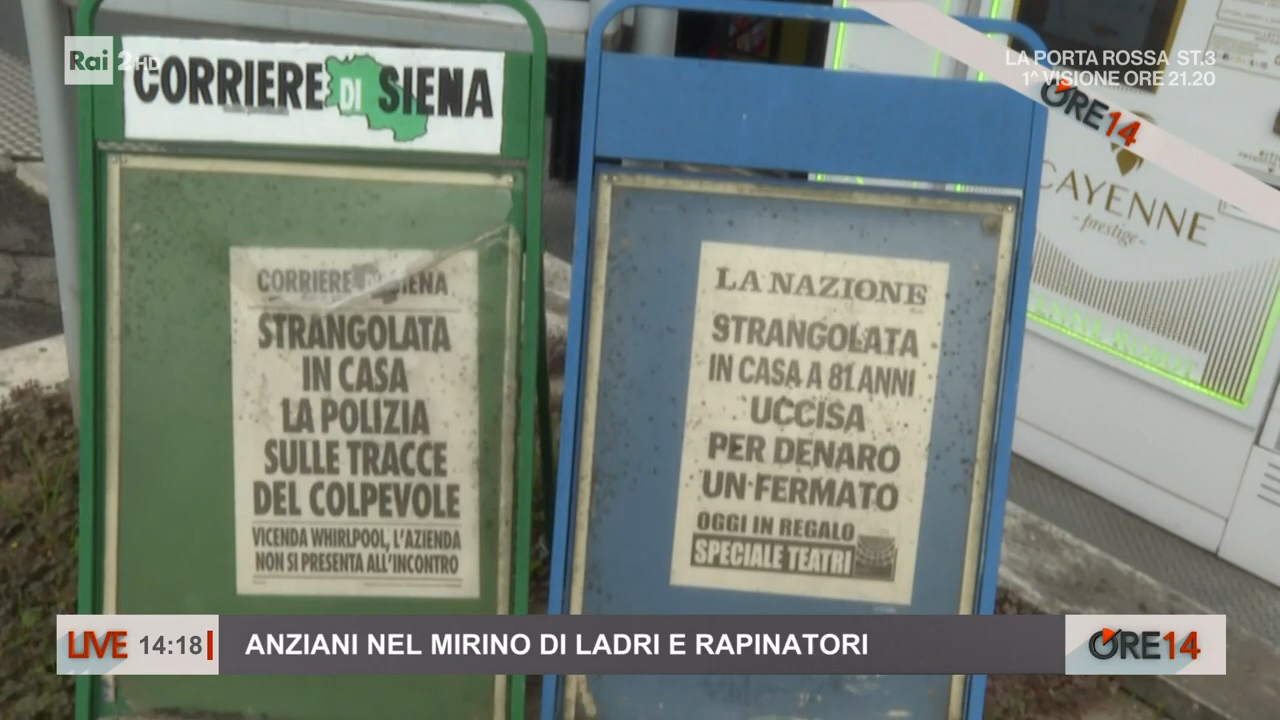 Rai 2HD
LA PORTA ROSSA ST.3
1^ VISIONE ORE 21.20
ORE14
CORRIERE DI SIENA
CORRIERE DI SIENA
STRANGOLATA
IN CASA
LA POLIZIA
SULLE TRACCE
DEL COLPEVOLE
VICENDA WHIRLPOOL, L'AZIENDA
NON SI PRESENTA ALL'INCONTRO
LA NAZIONE
STRANGOLATA
IN CASA A 81 ANNI
UCCISA
PER DENARO
UN FERMATO
OGGI IN REGALO
SPECIALE TEATRI
CAYENNE
-prestige-
LIVE 14:18
ANZIANI NEL MIRINO DI LADRI E RAPINATORI
ORE14